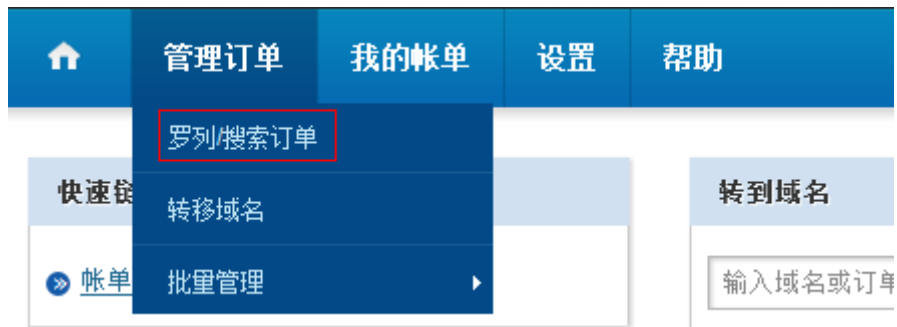 管理订单 我的帐单 设置 帮助
罗列/搜索订单
快速链 转到域名
转移域名
帐单 批量管理 输入域名或订单